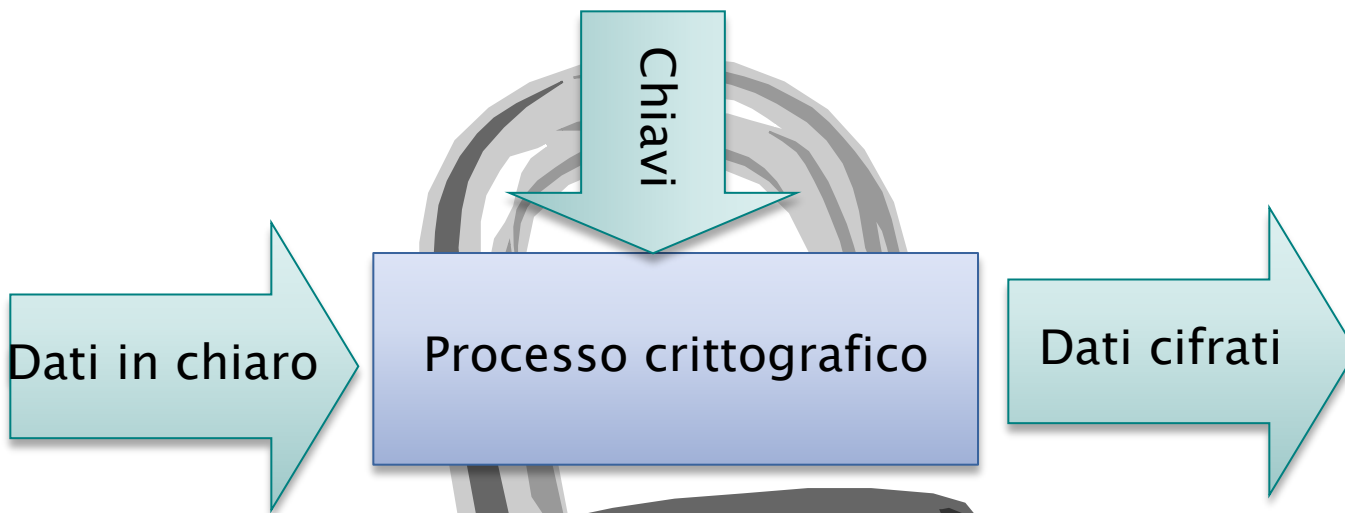 Chiavi
Dati in chiaro
Processo crittografico
Dati cifrati